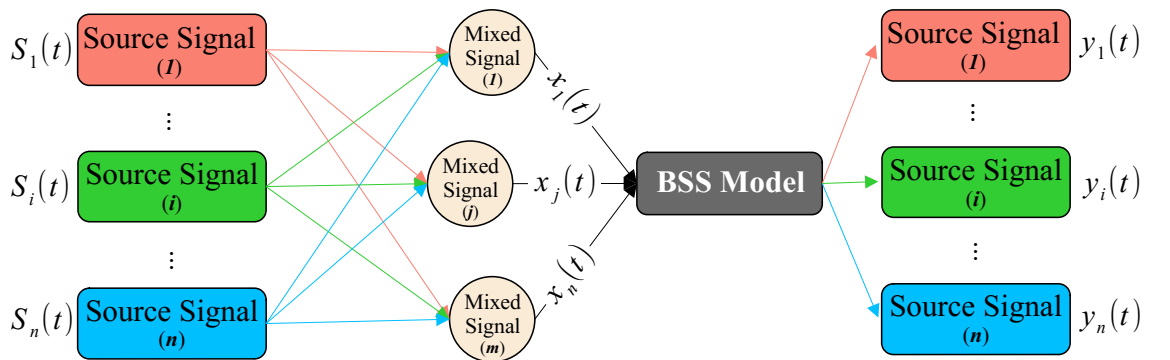 S1(t)
Source Signal
(1)
⋮
Si(t)
Source Signal
(i)
⋮
Sn(t)
Source Signal
(n)
Mixed
Signal
(1)
Mixed
Signal
(j)
Mixed
Signal
(m)
x1(t)
xj(t)
xn(t)
BSS Model
Source Signal
(1)
y1(t)
⋮
Source Signal
(i)
yi(t)
⋮
Source Signal
(n)
yn(t)